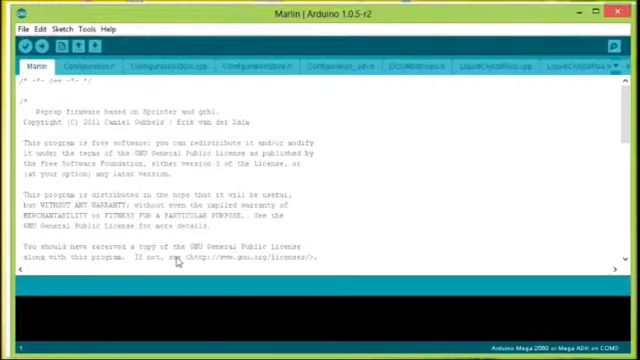 Marlin | Arduino 1.0.5-r2
File Edit Sketch Tools Help
Marlin Configuration.h ConfigurationStore.cpp ConfigurationStore.h Configuration_adv.h DOGMbitmaps.h LiquidCrystalRus.cpp LiquidCrystalRus.h
/* -*- c++ -*- */
/*
Reprap firmware based on Sprinter and grbl.
Copyright (C) 2011 Camiel Gubbels / Erik van der Zalm
This program is free software: you can redistribute it and/or modify
it under the terms of the GNU General Public License as published by
the Free Software Foundation, either version 3 of the License, or
(at your option) any later version.
This program is distributed in the hope that it will be useful,
but WITHOUT ANY WARRANTY; without even the implied warranty of
MERCHANTABILITY or FITNESS FOR A PARTICULAR PURPOSE. See the
GNU General Public License for more details.
You should have received a copy of the GNU General Public License
along with this program. If not, see <http://www.gnu.org/licenses/>.
1 Arduino Mega 2560 or Mega ADK on COM3